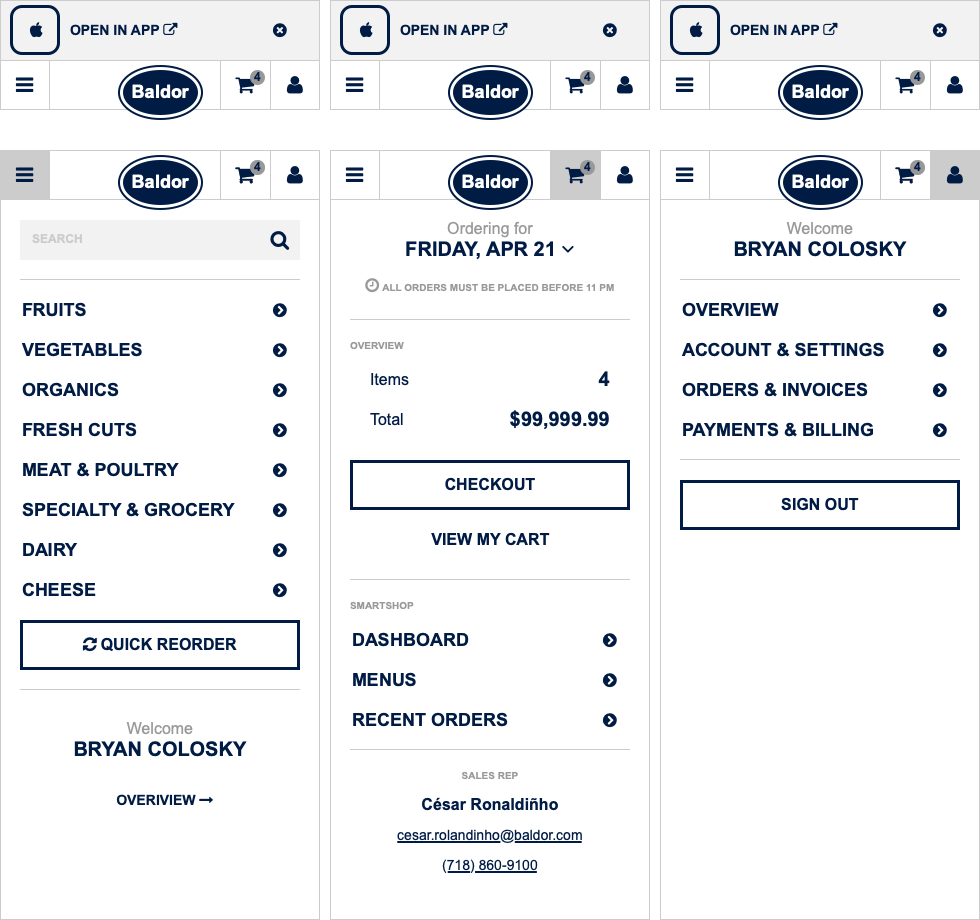 OPEN IN APP
Baldor
4
OPEN IN APP
Baldor
4
OPEN IN APP
Baldor
4
Baldor
4
SEARCH
FRUITS
VEGETABLES
ORGANICS
FRESH CUTS
MEAT & POULTRY
SPECIALTY & GROCERY
DAIRY
CHEESE
QUICK REORDER
Welcome
BRYAN COLOSKY
OVERIVIEW
Baldor
4
Ordering for
FRIDAY, APR 21
ALL ORDERS MUST BE PLACED BEFORE 11 PM
OVERVIEW
Items 4
Total $99,999.99
CHECKOUT
VIEW MY CART
SMARTSHOP
DASHBOARD
MENUS
RECENT ORDERS
SALES REP
César Ronaldiñho
cesar.rolandinho@baldor.com
(718) 860-9100
Baldor
4
Welcome
BRYAN COLOSKY
OVERVIEW
ACCOUNT & SETTINGS
ORDERS & INVOICES
PAYMENTS & BILLING
SIGN OUT